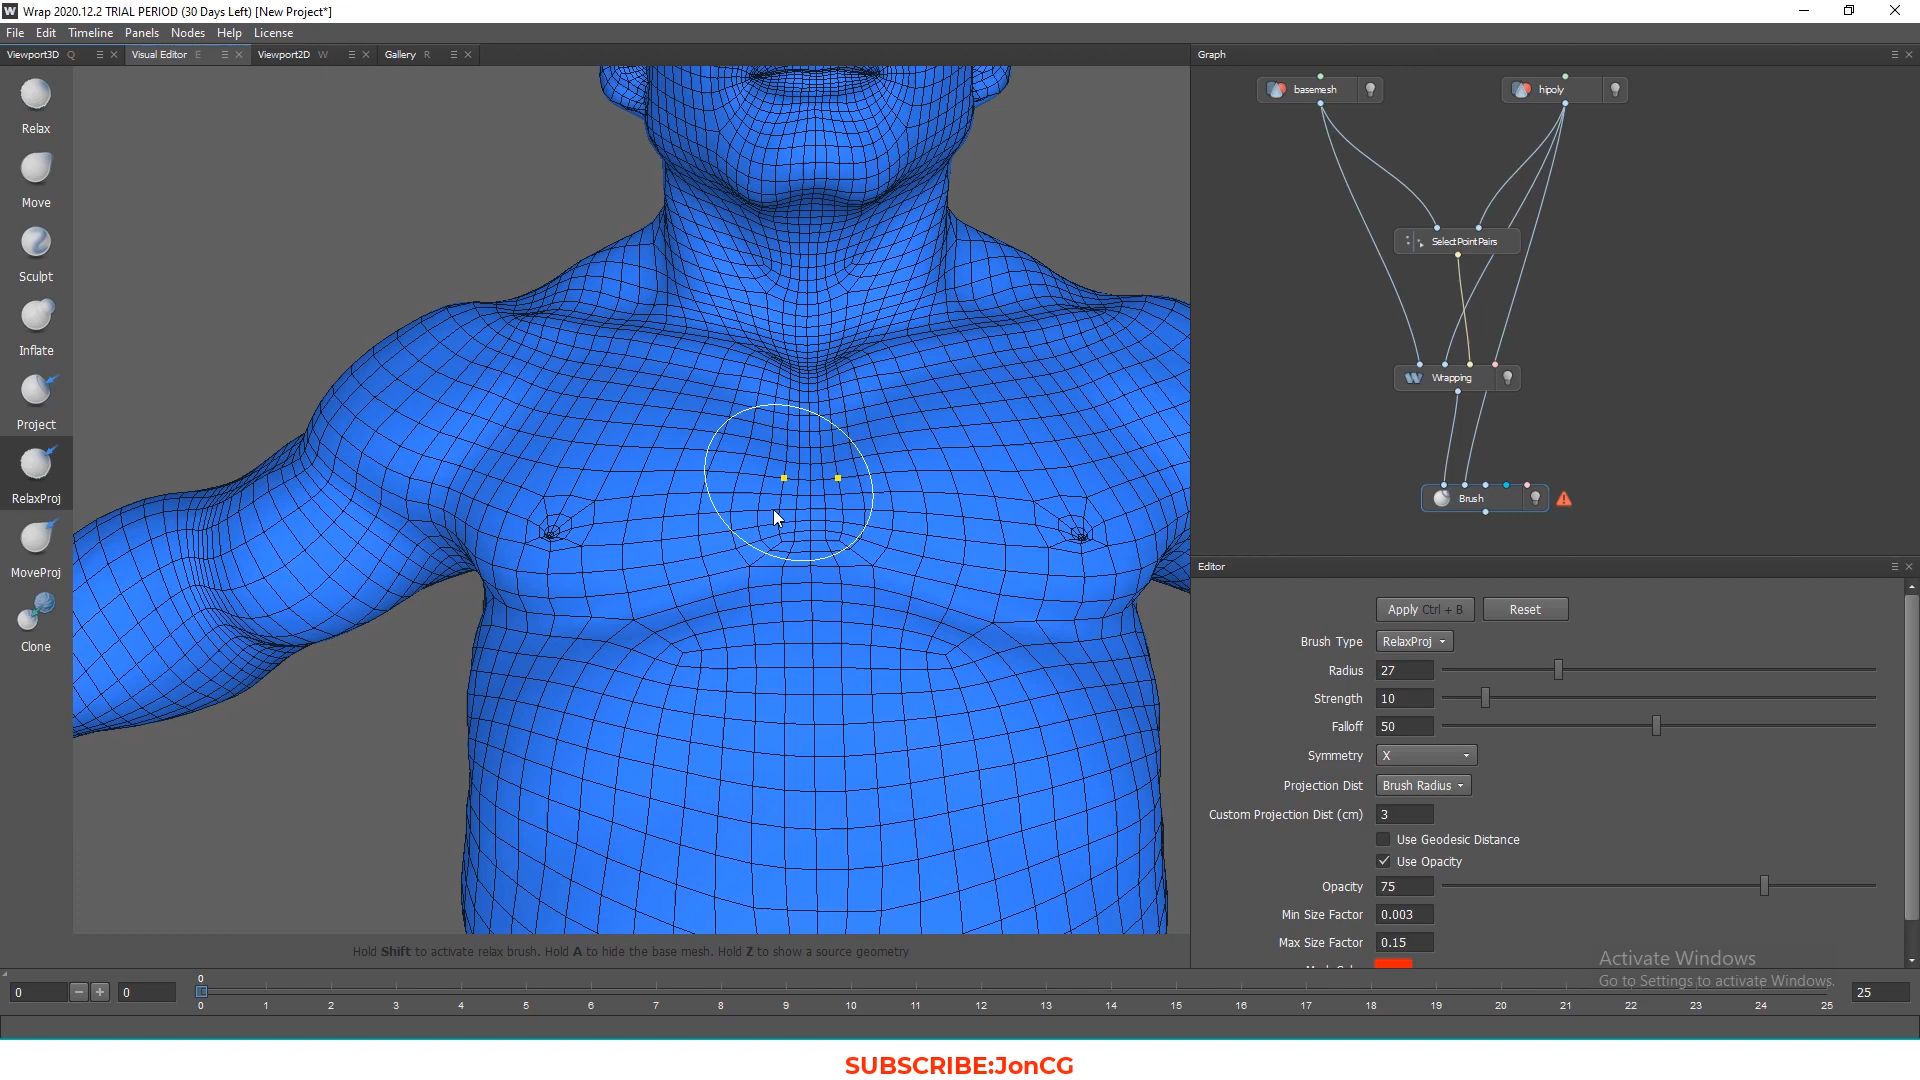 Wrap 2020.12.2 TRIAL PERIOD (30 Days Left) [New Project*]
File Edit Timeline Panels Nodes Help License
Viewport3D Q Visual Editor E Viewport2D W Gallery R
Graph
Relax
Move
Sculpt
Inflate
Project
RelaxProj
MoveProj
Clone
basemesh
hipoly
SelectPointPairs
Wrapping
Brush
Editor
Apply Ctrl + B Reset
Brush Type RelaxProj
Radius 27
Strength 10
Falloff 50
Symmetry X
Projection Dist Brush Radius
Custom Projection Dist (cm) 3
Use Geodesic Distance
Use Opacity
Opacity 75
Min Size Factor 0.003
Max Size Factor 0.15
Activate Windows
Go to Settings to activate Windows.
Hold Shift to activate relax brush. Hold A to hide the base mesh. Hold Z to show a source geometry
0 0 0 25
0 1 2 3 4 5 6 7 8 9 10 11 12 13 14 15 16 17 18 19 20 21 22 23 24 25
SUBSCRIBE:JonCG